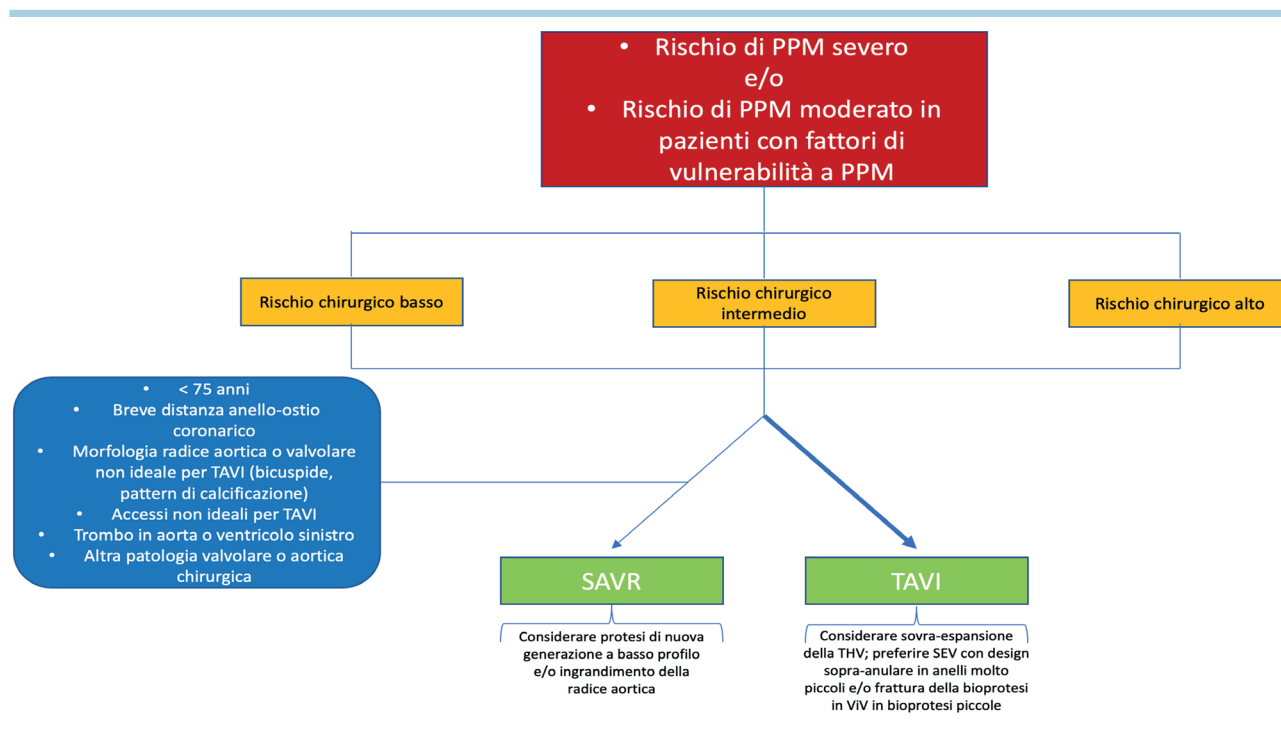 • Rischio di PPM severo
e/o
• Rischio di PPM moderato in
pazienti con fattori di
vulnerabilità a PPM
Rischio chirurgico basso
Rischio chirurgico
intermedio
Rischio chirurgico alto
• < 75 anni
• Breve distanza anello-ostio
coronarico
• Morfologia radice aortica o valvolare
non ideale per TAVI (bicuspide,
pattern di calcificazione)
• Accessi non ideali per TAVI
• Trombo in aorta o ventricolo sinistro
• Altra patologia valvolare o aortica
chirurgica
SAVR
Considerare protesi di nuova
generazione a basso profilo
e/o ingrandimento della
radice aortica
TAVI
Considerare sovra-espansione
della THV; preferire SEV con design
sopra-anulare in anelli molto
piccoli e/o frattura della bioprotesi
in ViV in bioprotesi piccole